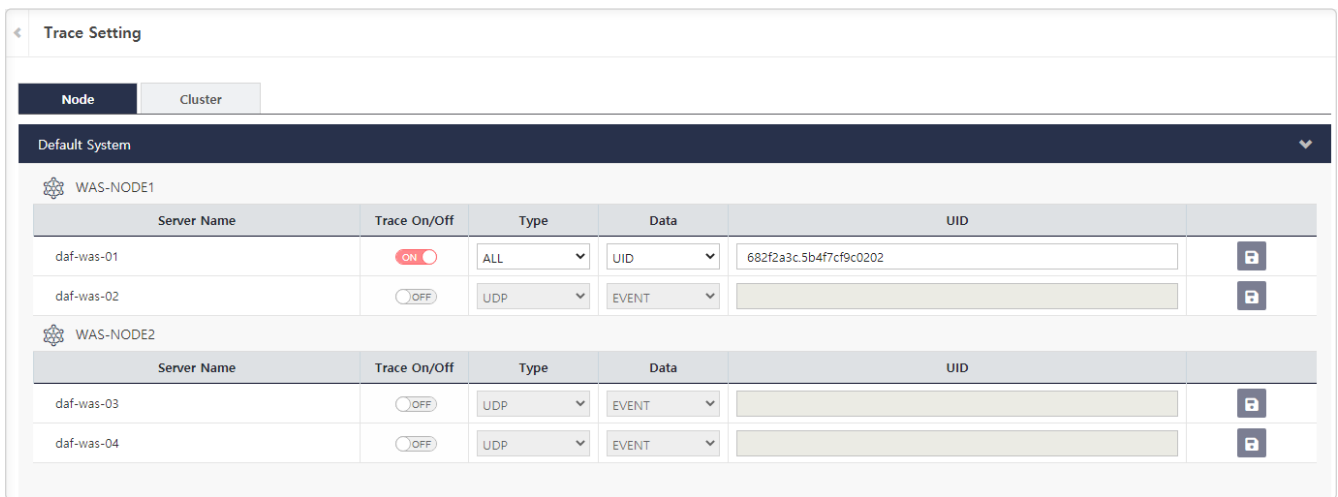 Trace Setting
Node Cluster
Default System
WAS-NODE1
Server Name Trace On/Off Type Data UID
daf-was-01 ON ALL UID 682f2a3c.5b4f7cf9c0202
daf-was-02 OFF UDP EVENT
WAS-NODE2
Server Name Trace On/Off Type Data UID
daf-was-03 OFF UDP EVENT
daf-was-04 OFF UDP EVENT